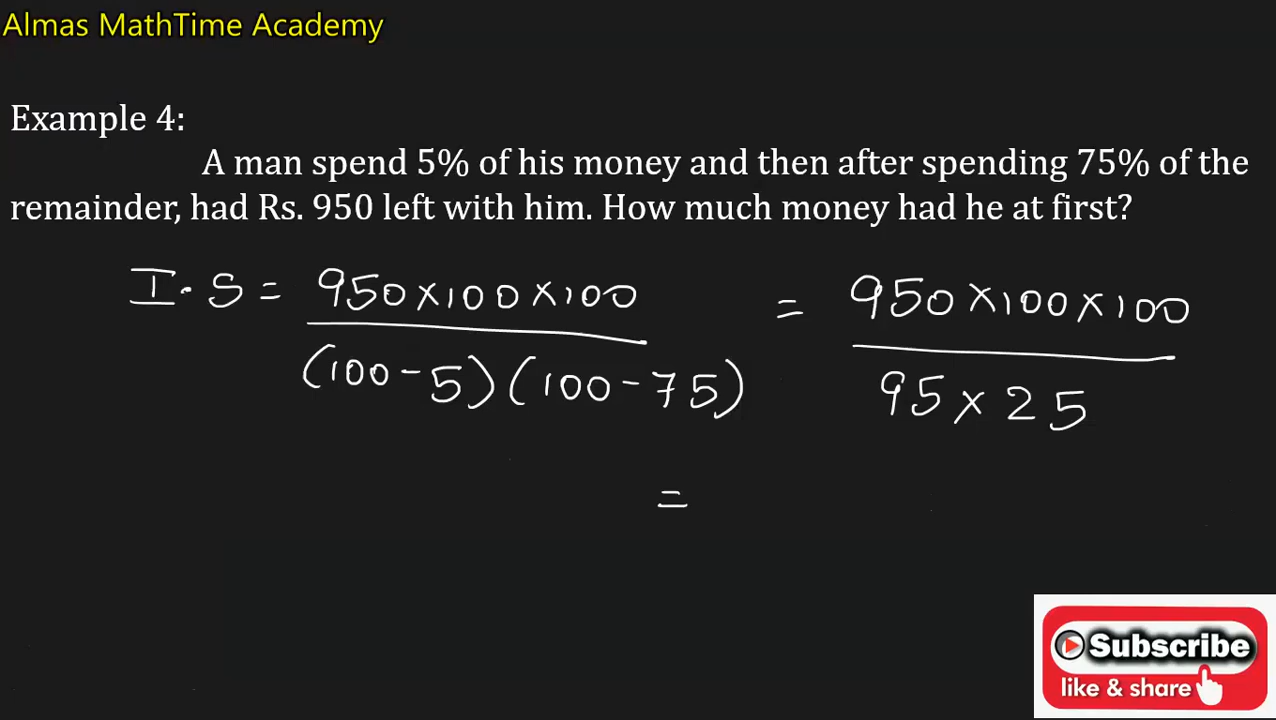 Almas MathTime Academy
Example 4:
A man spend 5% of his money and then after spending 75% of the
remainder, had Rs. 950 left with him. How much money had he at first?
I. S = 950×100×100 = 950×100×100
(100-5)(100-75) 95×25
=
Subscribe
like & share